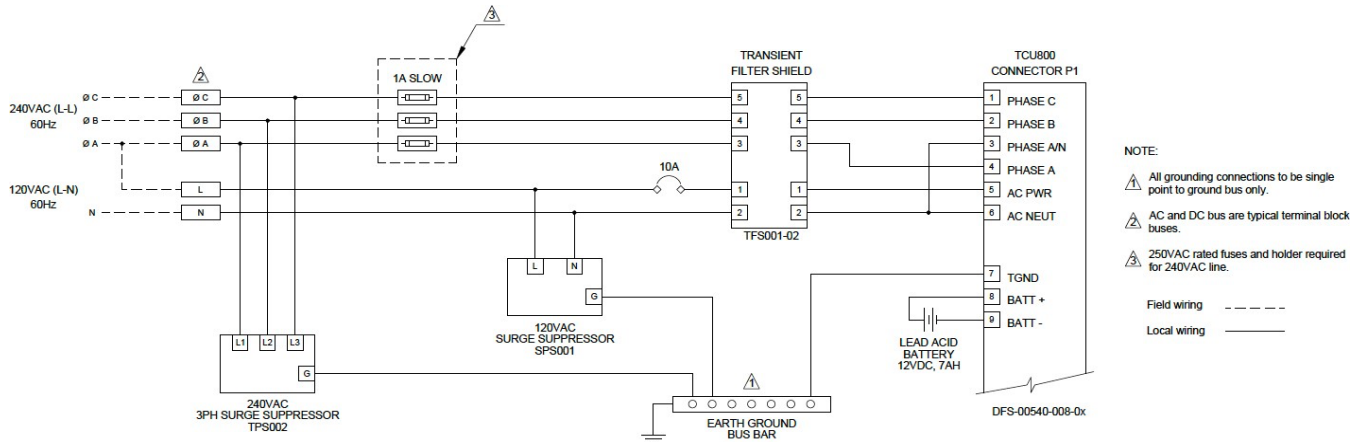 3
2
1A SLOW
TRANSIENT
FILTER SHIELD
TCU800
CONNECTOR P1
240VAC (L-L)
60Hz
Ø C
Ø C
5
5
1
PHASE C
Ø B
Ø B
4
4
2
PHASE B
Ø A
Ø A
3
3
3
PHASE A/N
4
PHASE A
120VAC (L-N)
60Hz
L
10A
1
1
5
AC PWR
N
N
2
2
6
AC NEUT
TFS001-02
NOTE:
1
All grounding connections to be single
point to ground bus only.
2
AC and DC bus are typical terminal block
buses.
3
250VAC rated fuses and holder required
for 240VAC line.
Field wiring
Local wiring
L
N
G
120VAC
SURGE SUPPRESSOR
SPS001
7
TGND
8
BATT +
9
BATT -
LEAD ACID
BATTERY
12VDC, 7AH
L1
L2
L3
G
240VAC
3PH SURGE SUPPRESSOR
TPS002
1
EARTH GROUND
BUS BAR
DFS-00540-008-0x